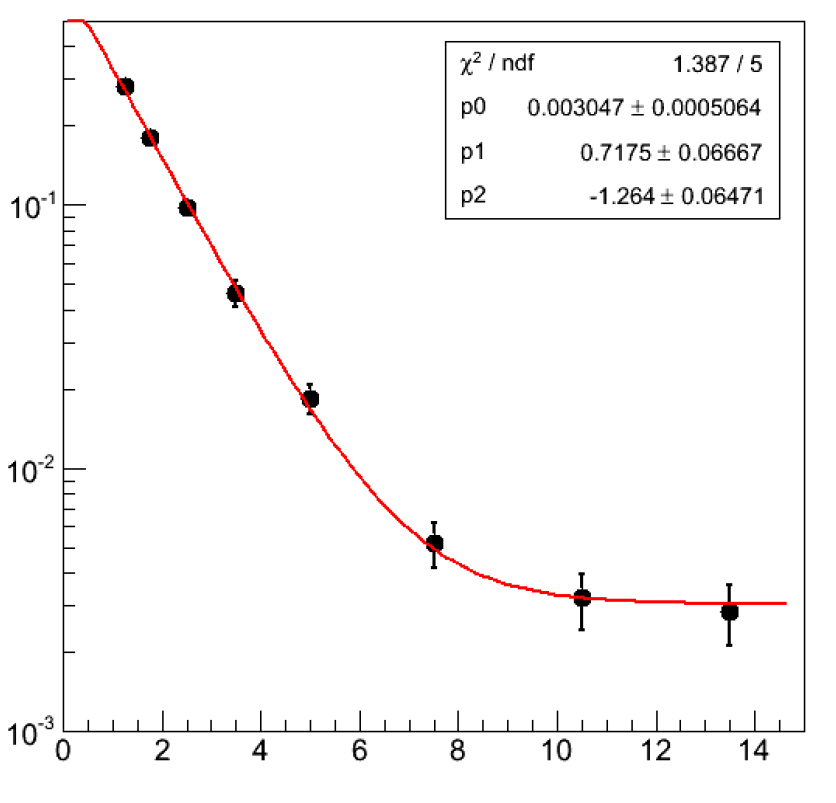 χ² / ndf 1.387 / 5
p0 0.003047 ± 0.0005064
p1 0.7175 ± 0.06667
p2 -1.264 ± 0.06471
10⁻¹
10⁻²
10⁻³
0 2 4 6 8 10 12 14